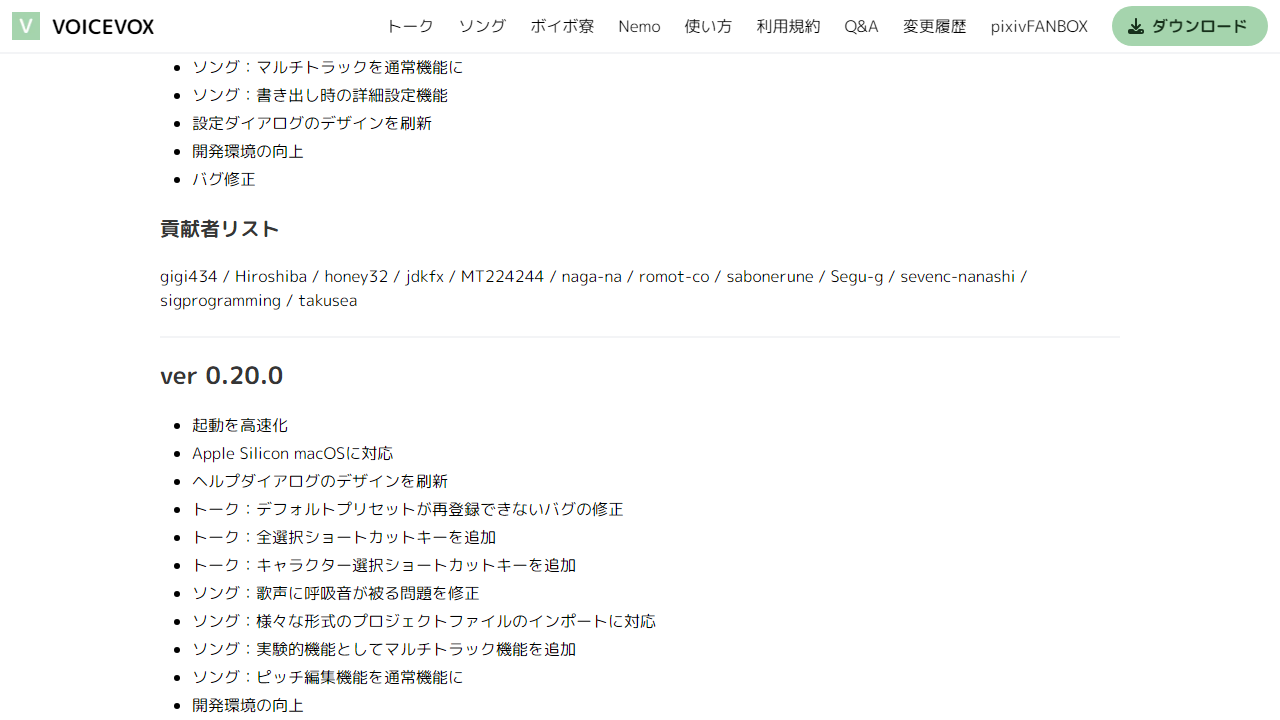 V VOICEVOX トーク ソング ボイボ寮 Nemo 使い方 利用規約 Q&A 変更履歴 pixivFANBOX ダウンロード
ソング：マルチトラックを通常機能に
ソング：書き出し時の詳細設定機能
設定ダイアログのデザインを刷新
開発環境の向上
バグ修正
貢献者リスト
gigi434 / Hiroshiba / honey32 / jdkfx / MT224244 / naga-na / romot-co / sabonerune / Segu-g / sevenc-nanashi /
sigprogramming / takusea
ver 0.20.0
起動を高速化
Apple Silicon macOSに対応
ヘルプダイアログのデザインを刷新
トーク：デフォルトプリセットが再登録できないバグの修正
トーク：全選択ショートカットキーを追加
トーク：キャラクター選択ショートカットキーを追加
ソング：歌声に呼吸音が被る問題を修正
ソング：様々な形式のプロジェクトファイルのインポートに対応
ソング：実験的機能としてマルチトラック機能を追加
ソング：ピッチ編集機能を通常機能に
開発環境の向上